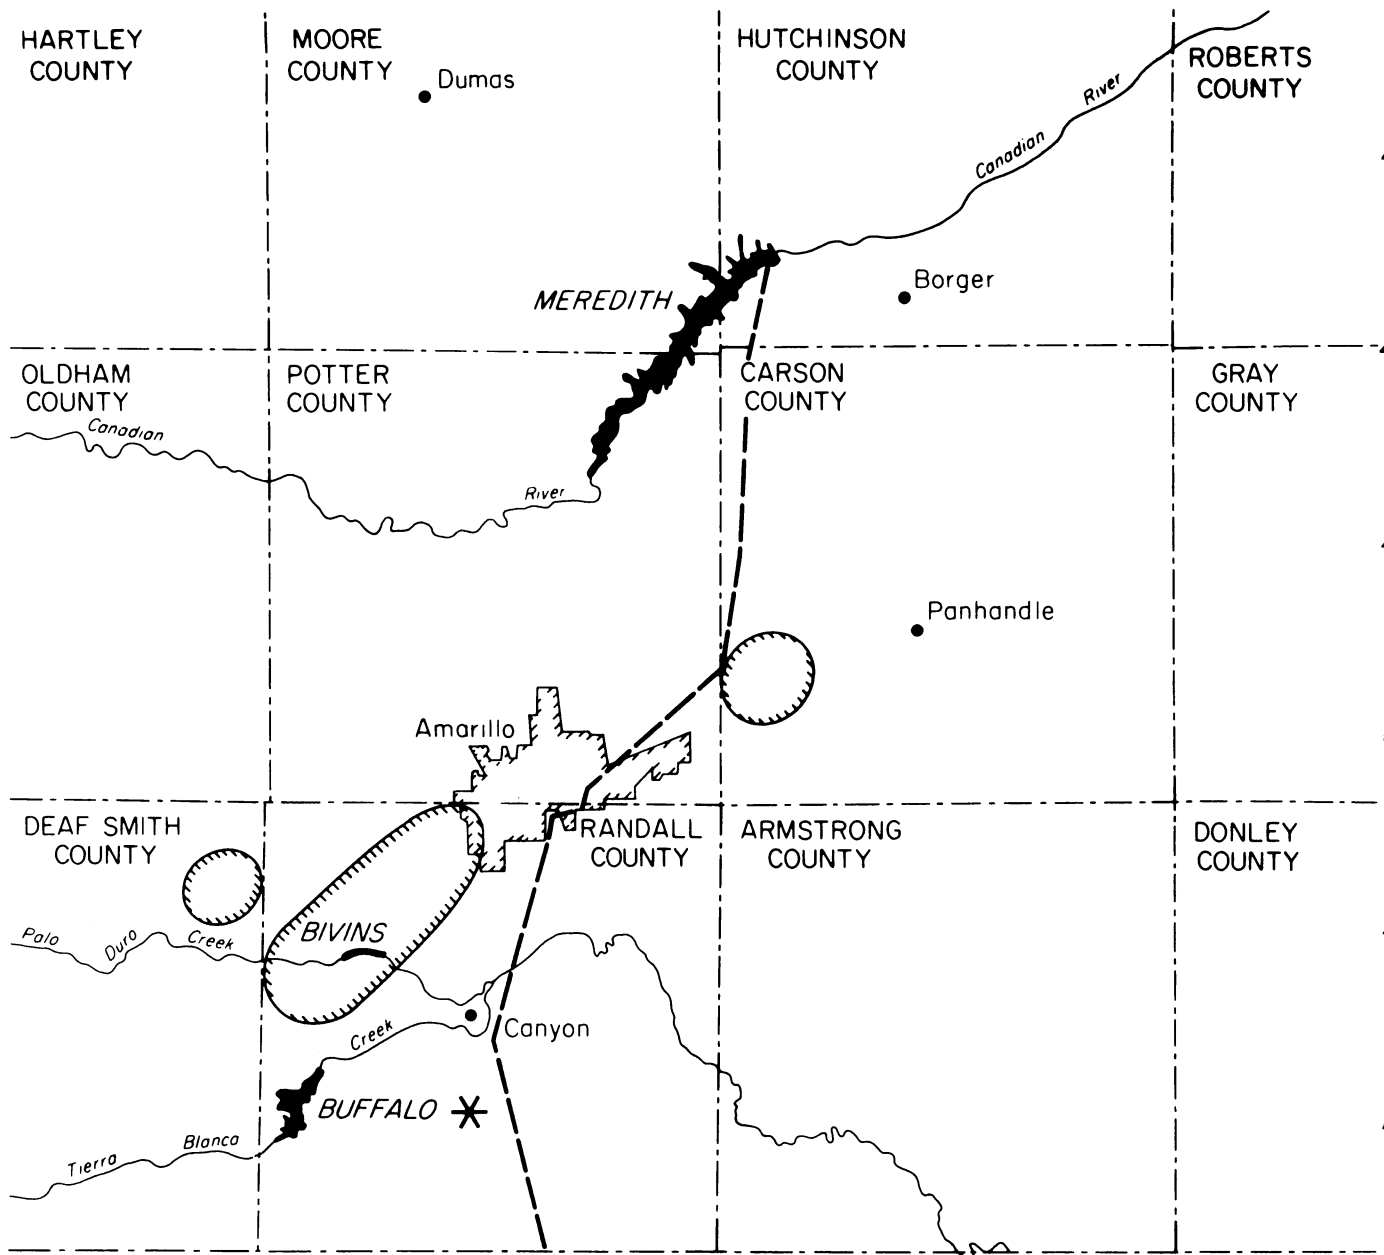 HARTLEY
COUNTY
MOORE
COUNTY
Dumas
HUTCHINSON
COUNTY
ROBERTS
COUNTY
Canadian River
MEREDITH
Borger
OLDHAM
COUNTY
POTTER
COUNTY
CARSON
COUNTY
GRAY
COUNTY
Canadian
River
Panhandle
Amarillo
DEAF SMITH
COUNTY
RANDALL
COUNTY
ARMSTRONG
COUNTY
DONLEY
COUNTY
Palo Duro Creek
BIVINS
Canyon
Creek
BUFFALO
Tierra Blanca